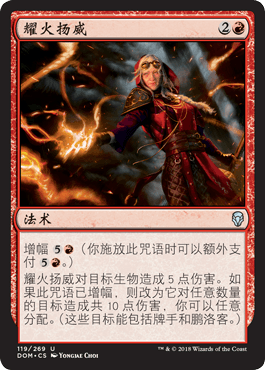 耀火扬威 2
法术
增幅 5 （你施放此咒语时可以额外支
付 5 。）
耀火扬威对目标生物造成 5 点伤害。如
果此咒语已增幅，则改为它对任意数量
的目标造成共 10 点伤害，你可以任意
分配。（这些目标能包括牌手和鹏洛客。）
119/269 U
DOM • CS YONGJAE CHOI
™ & © 2018 Wizards of the Coast